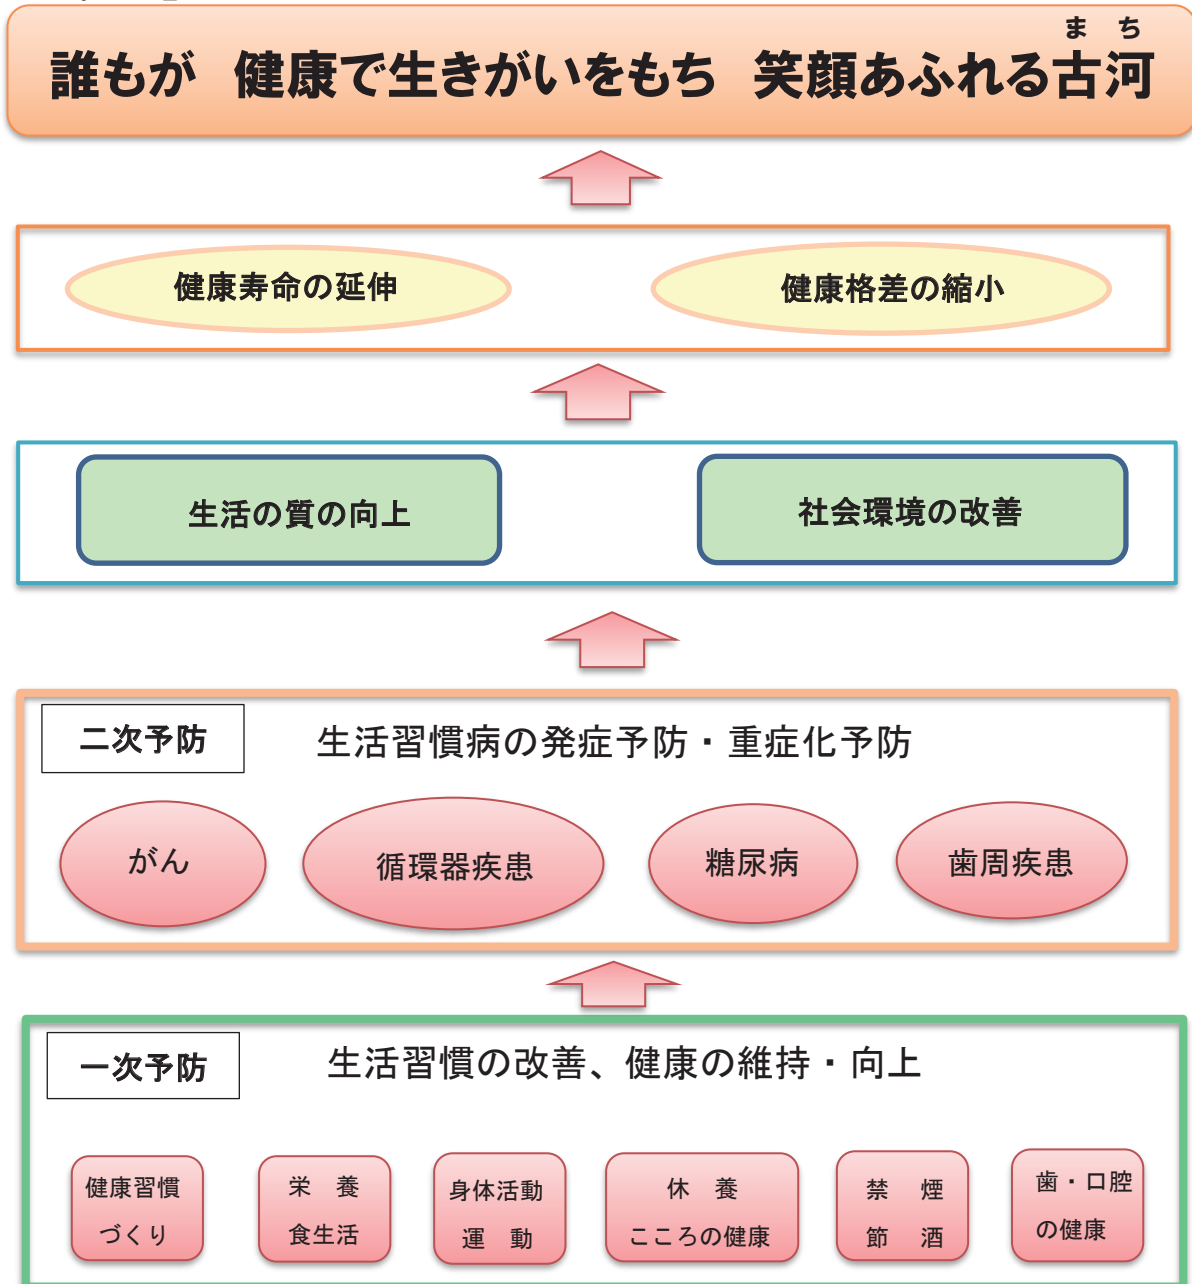 まち
誰もが 健康で生きがいをもち 笑顔あふれる古河
健康寿命の延伸
健康格差の縮小
生活の質の向上
社会環境の改善
二次予防
生活習慣病の発症予防・重症化予防
がん
循環器疾患
糖尿病
歯周疾患
一次予防
生活習慣の改善、健康の維持・向上
健康習慣
づくり
栄 養
食生活
身体活動
運 動
休 養
こころの健康
禁 煙
節 酒
歯・口腔
の健康